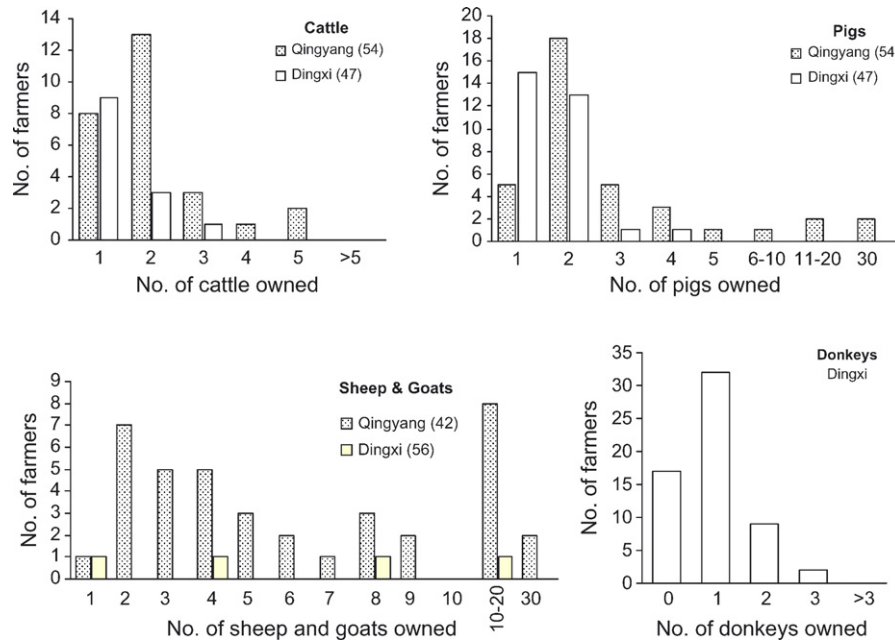 Cattle
Qingyang (54)
Dingxi (47)
No. of farmers
14
12
10
8
6
4
2
0
1 2 3 4 5 >5
No. of cattle owned
Pigs
Qingyang (54
Dingxi (47)
No. of farmers
20
18
16
14
12
10
8
6
4
2
0
1 2 3 4 5 6-10 11-20 30
No. of pigs owned
Sheep & Goats
Qingyang (42)
Dingxi (56)
No. of farmers
9
8
7
6
5
4
3
2
1
0
1 2 3 4 5 6 7 8 9 10 10-20 30
No. of sheep and goats owned
Donkeys
Dingxi
No. of farmers
35
30
25
20
15
10
5
0
0 1 2 3 >3
No. of donkeys owned